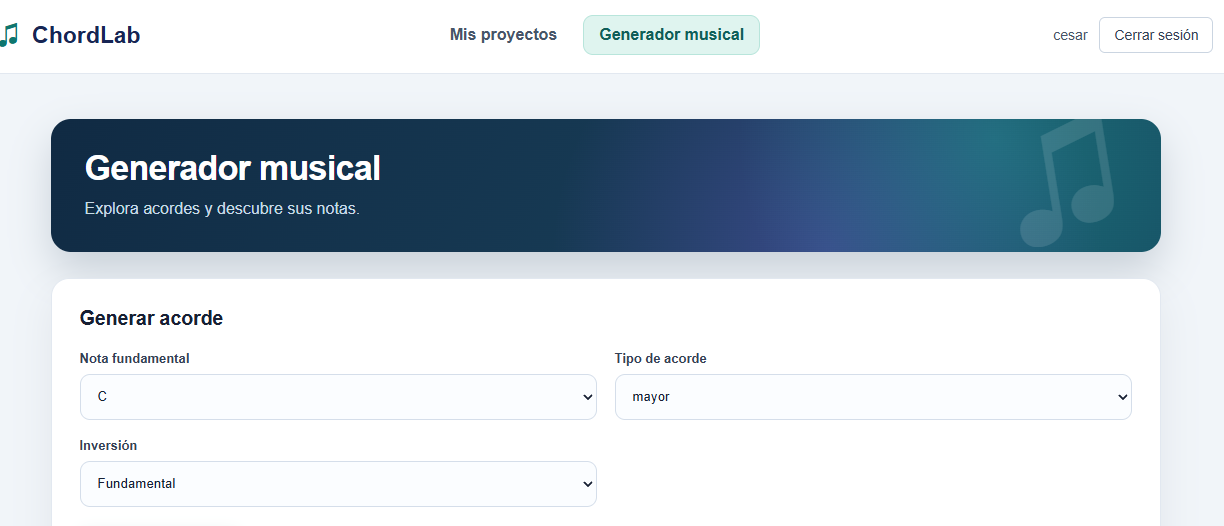 ChordLab
Mis proyectos
Generador musical
cesar
Cerrar sesión
Generador musical
Explora acordes y descubre sus notas.
Generar acorde
Nota fundamental
Tipo de acorde
C
mayor
Inversión
Fundamental